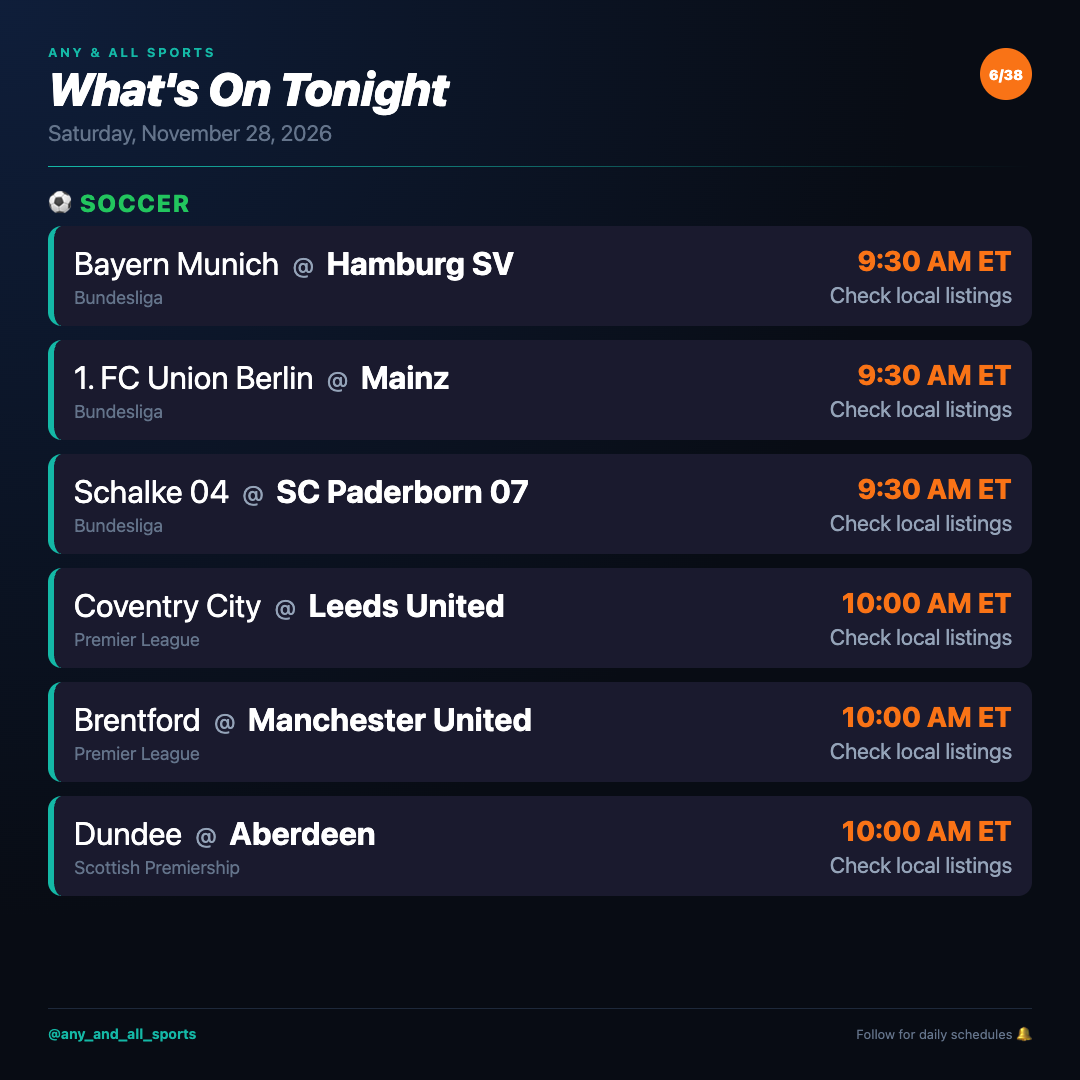 ANY & ALL SPORTS
What's On Tonight
Saturday, November 28, 2026
6/38
⚽ SOCCER
Bayern Munich @ Hamburg SV
Bundesliga
9:30 AM ET
Check local listings
1. FC Union Berlin @ Mainz
Bundesliga
9:30 AM ET
Check local listings
Schalke 04 @ SC Paderborn 07
Bundesliga
9:30 AM ET
Check local listings
Coventry City @ Leeds United
Premier League
10:00 AM ET
Check local listings
Brentford @ Manchester United
Premier League
10:00 AM ET
Check local listings
Dundee @ Aberdeen
Scottish Premiership
10:00 AM ET
Check local listings
@any_and_all_sports
Follow for daily schedules 🔔